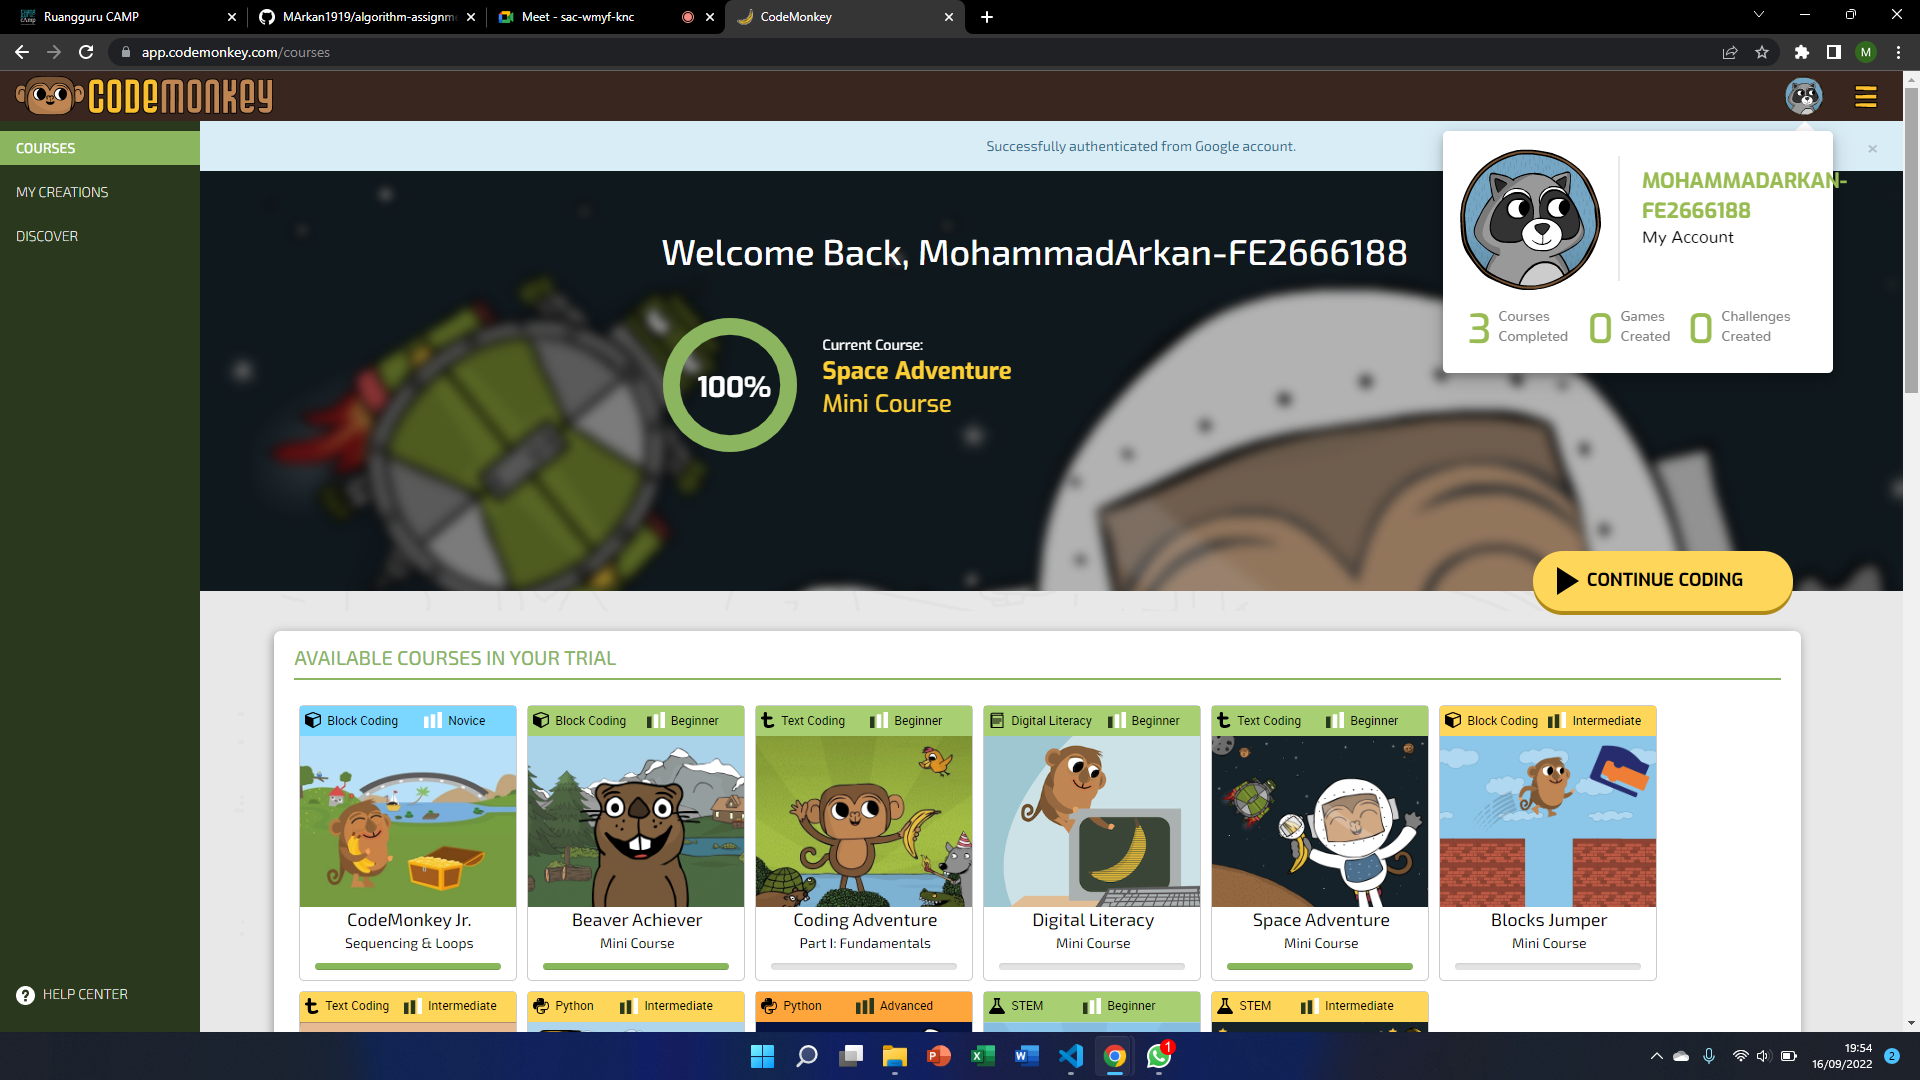 Ruangguru CAMP
MArkan1919/algorithm-assignme
Meet - sac-wmyf-knc
CodeMonkey
app.codemonkey.com/courses
M
CODEMONKEY
COURSES
MY CREATIONS
DISCOVER
HELP CENTER
Successfully authenticated from Google account.
MOHAMMADARKAN-
FE2666188
My Account
3 Courses Completed
0 Games Created
0 Challenges Created
Welcome Back, MohammadArkan-FE2666188
100%
Current Course:
Space Adventure
Mini Course
CONTINUE CODING
AVAILABLE COURSES IN YOUR TRIAL
Block Coding Novice
CodeMonkey Jr.
Sequencing & Loops
Block Coding Beginner
Beaver Achiever
Mini Course
Text Coding Beginner
Coding Adventure
Part I: Fundamentals
Digital Literacy Beginner
Digital Literacy
Mini Course
Text Coding Beginner
Space Adventure
Mini Course
Block Coding Intermediate
Blocks Jumper
Mini Course
Text Coding Intermediate
Python Intermediate
Python Advanced
STEM Beginner
STEM Intermediate
1
19:54
16/09/2022
2